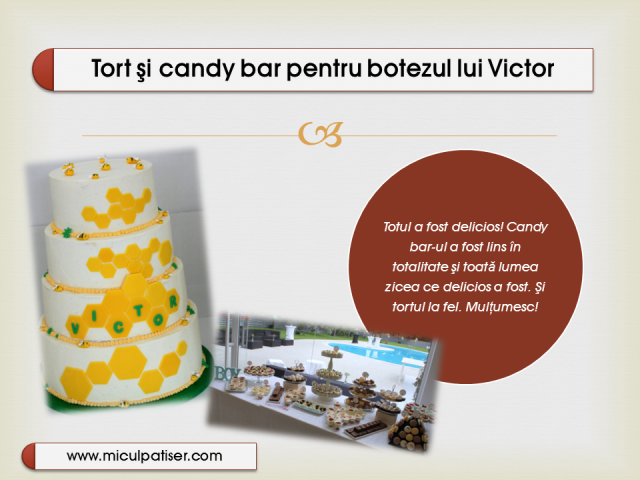 Tort şi candy bar pentru botezul lui Victor
Totul a fost delicios! Candy
bar-ul a fost lins în
totalitate şi toată lumea
zicea ce delicios a fost. Şi
tortul la fel. Mulţumesc!
VICTOR
BOY
www.miculpatiser.com